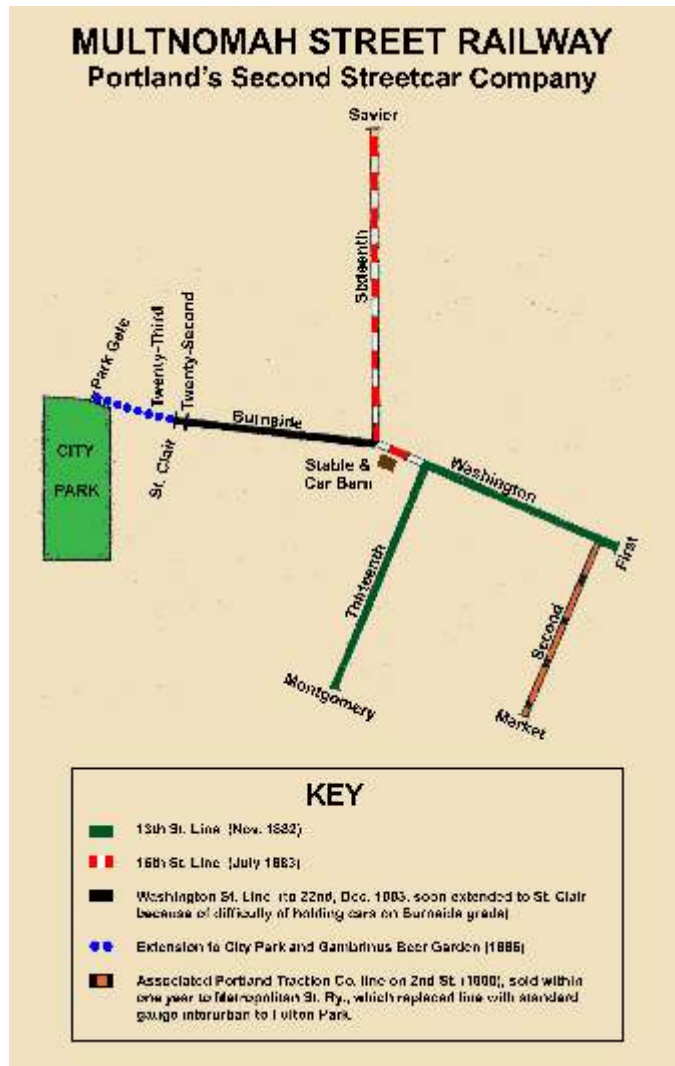 MULTNOMAH STREET RAILWAY
Portland's Second Streetcar Company
Savier
Sixteenth
Park Gate
Twenty-Third
Twenty-Second
Burnside
CITY
PARK
St. Clair
Stable &
Car Barn
Washington
First
Thirteenth
Second
Montgomery
Market
KEY
13th St. Line (Nov. 1882)
16th St. Line (July 1883)
Washington St. Line (to 22nd, Dec. soon extended to St. Clair
because of difficulty of holding cars on Burnside grade)
Extension to City Park and Gambrinus Beer Garden
Associated Portland Traction Co. line on 2nd St. sold within
one year to Metropolitan St. Ry., which replaced line with standard
gauge interurban to Fulton Park.